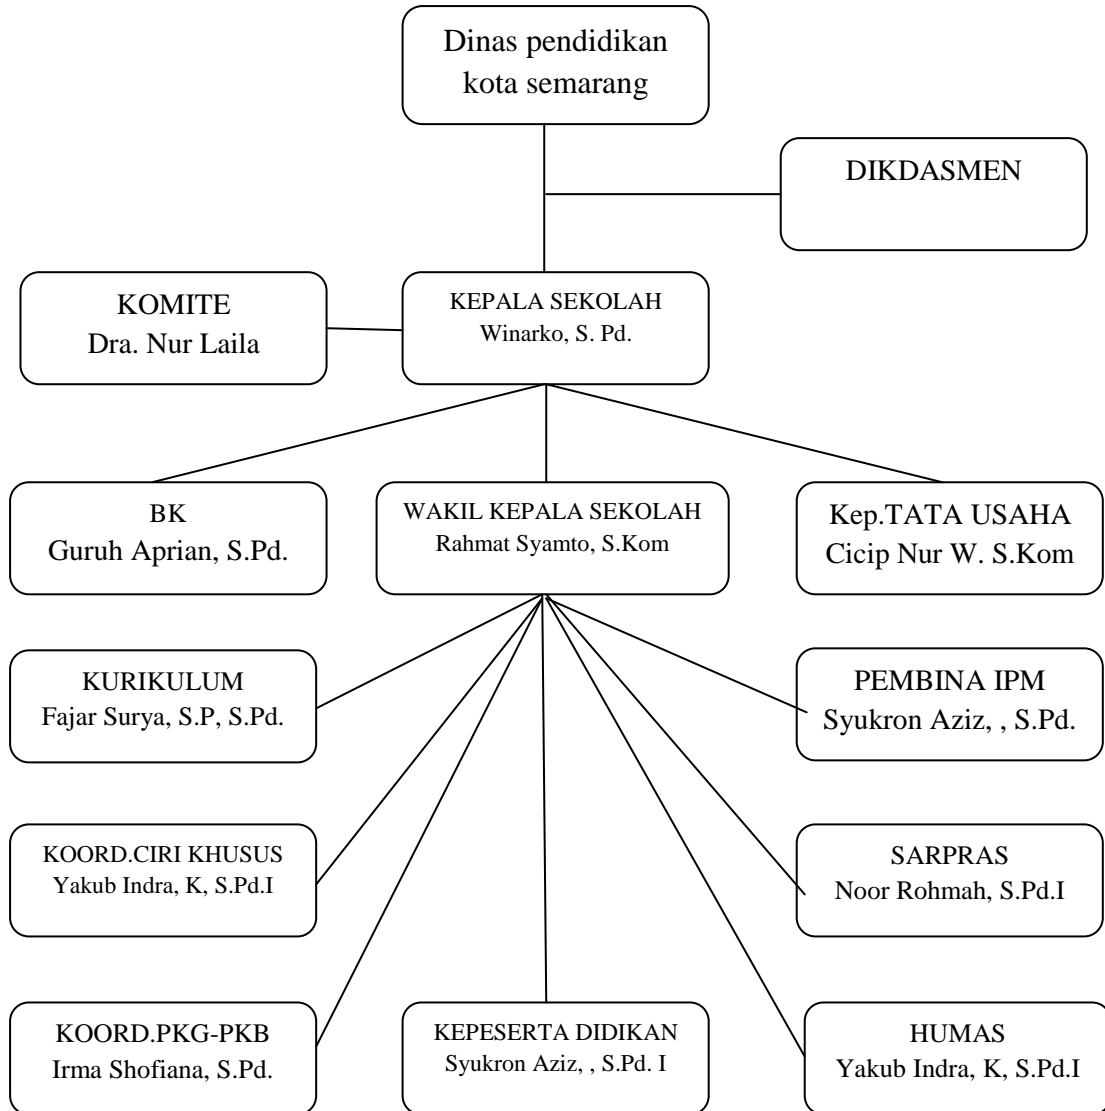 Dinas pendidikan
kota semarang
DIKDASMEN
KOMITE
Dra. Nur Laila
KEPALA SEKOLAH
Winarko, S. Pd.
BK
Guruh Aprian, S.Pd.
WAKIL KEPALA SEKOLAH
Rahmat Syamto, S.Kom
Kep.TATA USAHA
Cicip Nur W. S.Kom
KURIKULUM
Fajar Surya, S.P, S.Pd.
PEMBINA IPM
Syukron Aziz, , S.Pd.
KOORD.CIRI KHUSUS
Yakub Indra, K, S.Pd.I
SARPRAS
Noor Rohmah, S.Pd.I
KOORD.PKG-PKB
Irma Shofiana, S.Pd.
KEPESERTA DIDIKAN
Syukron Aziz, , S.Pd. I
HUMAS
Yakub Indra, K, S.Pd.I